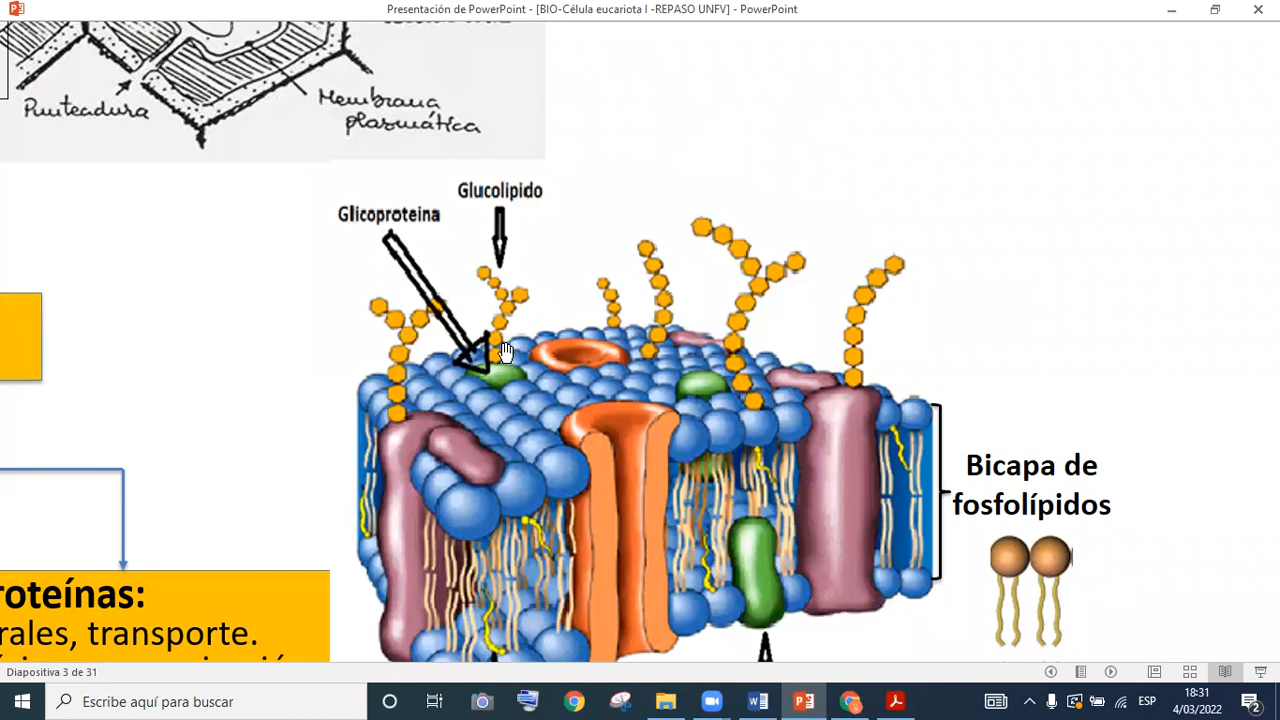 Presentación de PowerPoint - [BIO-Célula eucariota I -REPASO UNFV] - PowerPoint
Punteadura
Membrana
plasmática
Glucolipido
Glicoproteina
Bicapa de
fosfolípidos
roteínas:
rales, transporte.
Diapositiva 3 de 31
Escribe aquí para buscar
ESP
18:31
4/03/2022
2